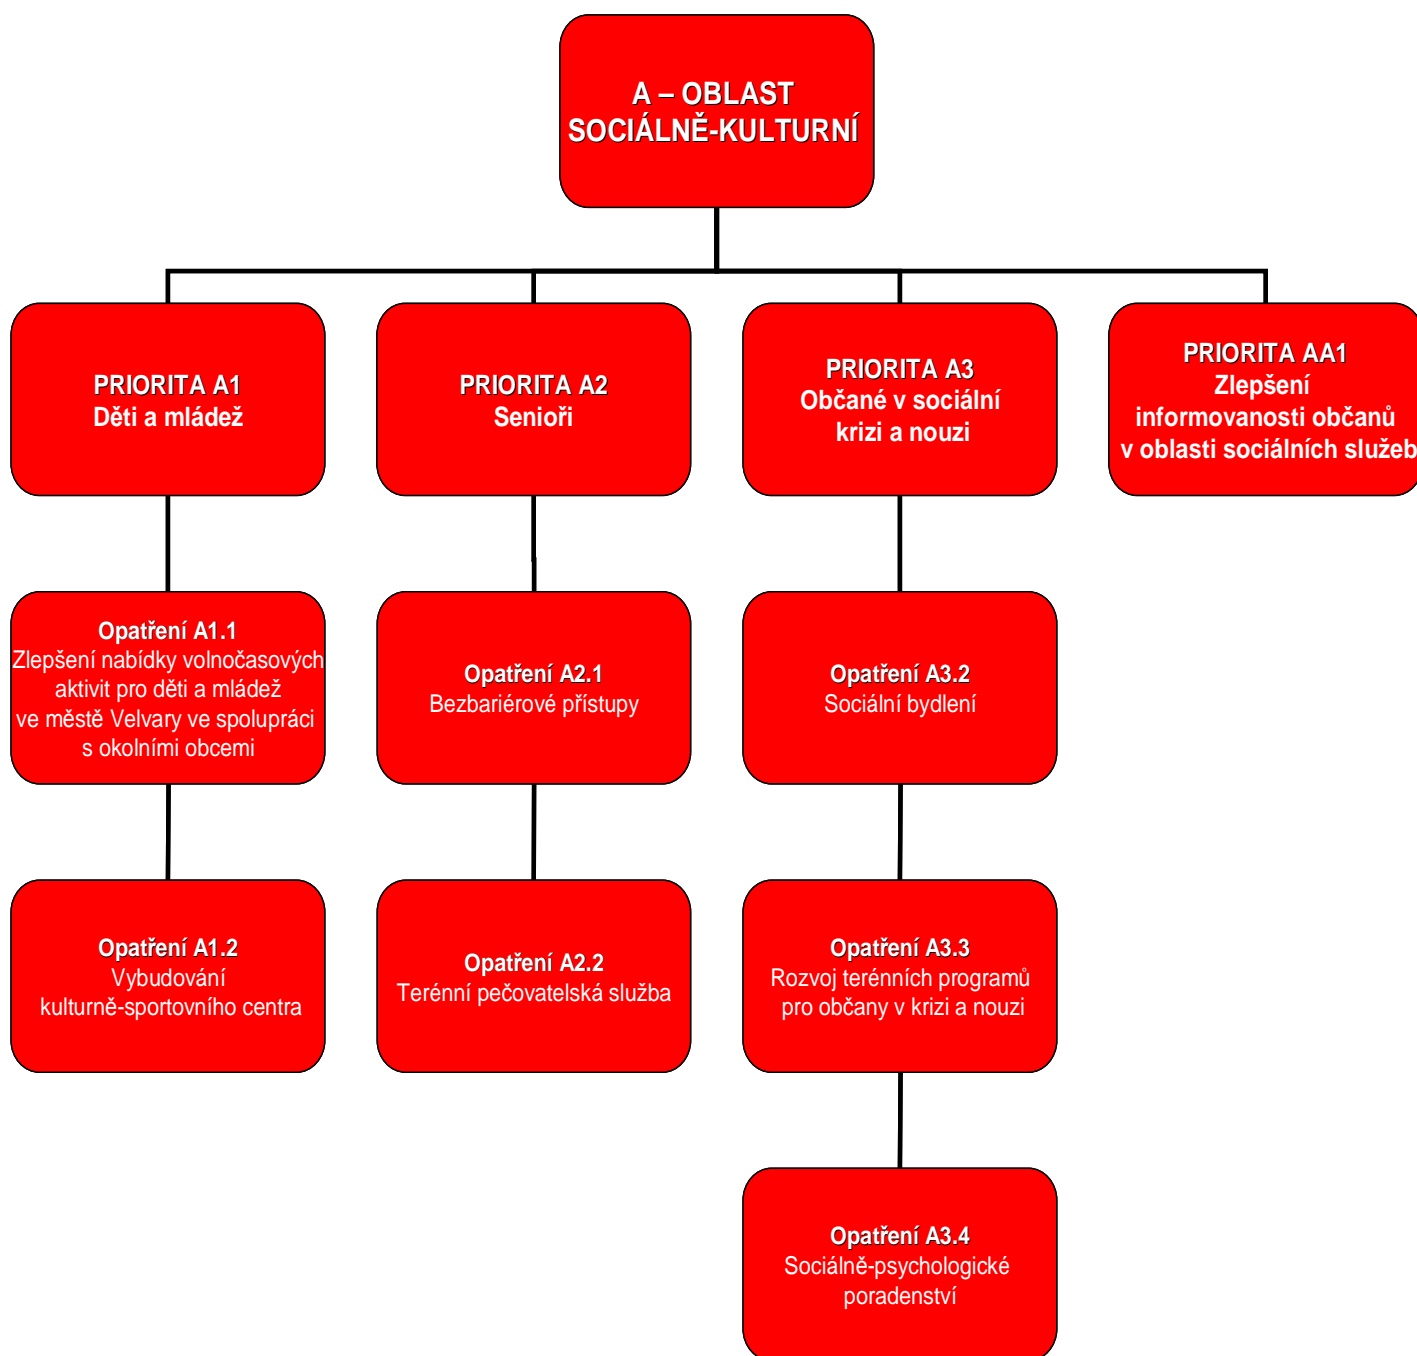 A – OBLAST
SOCIÁLNĚ-KULTURNÍ
PRIORITA A1
Děti a mládež
PRIORITA A2
Senioři
PRIORITA A3
Občané v sociální
krizi a nouzi
PRIORITA AA1
Zlepšení
informovanosti občanů
v oblasti sociálních služeb
Opatření A1.1
Zlepšení nabídky volnočasových
aktivit pro děti a mládež
ve městě Velvary ve spolupráci
s okolními obcemi
Opatření A2.1
Bezbariérové přístupy
Opatření A3.2
Sociální bydlení
Opatření A1.2
Vybudování
kulturně-sportovního centra
Opatření A2.2
Terénní pečovatelská služba
Opatření A3.3
Rozvoj terénních programů
pro občany v krizi a nouzi
Opatření A3.4
Sociálně-psychologické
poradenství